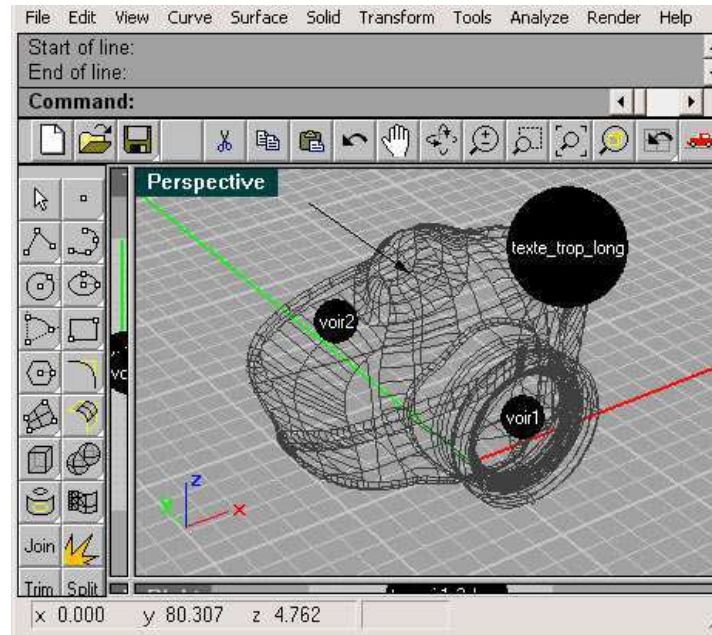 File Edit View Curve Surface Solid Transform Tools Analyze Render Help
Start of line:
End of line:
Command:
Perspective
texte_trop_long
voir2
voir1
z
x
Join
Trim Split
x 0.000 y 80.307 z 4.762